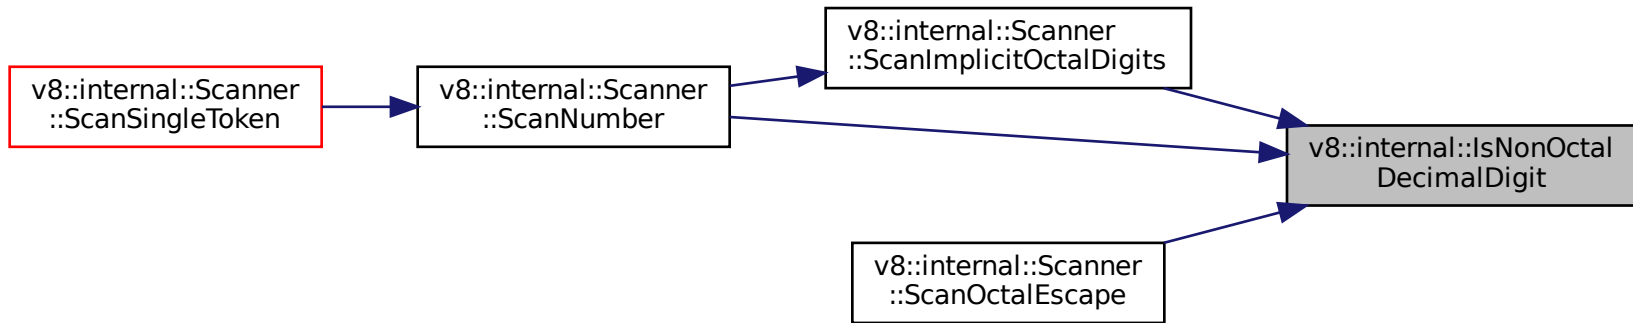 v8::internal::Scanner
::ScanSingleToken
v8::internal::Scanner
::ScanNumber
v8::internal::Scanner
::ScanImplicitOctalDigits
v8::internal::IsNonOctal
DecimalDigit
v8::internal::Scanner
::ScanOctalEscape